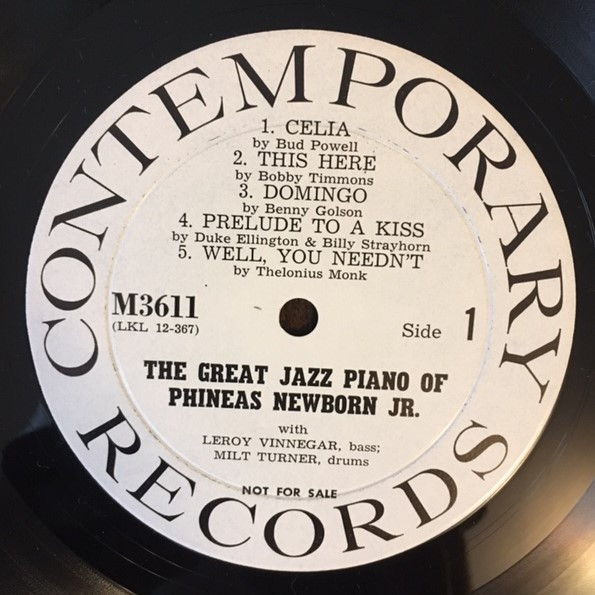 CONTEMPORARY
1. CELIA
by Bud Powell
2. THIS HERE
by Bobby Timmons
3. DOMINGO
by Benny Golson
4. PRELUDE TO A KISS
by Duke Ellington & Billy Strayhorn
5. WELL, YOU NEEDN'T
by Thelonius Monk
M3611
(LKL 12-367)
Side 1
THE GREAT JAZZ PIANO OF
PHINEAS NEWBORN JR.
with
LEROY VINNEGAR, bass;
MILT TURNER, drums
NOT FOR SALE
RECORDS